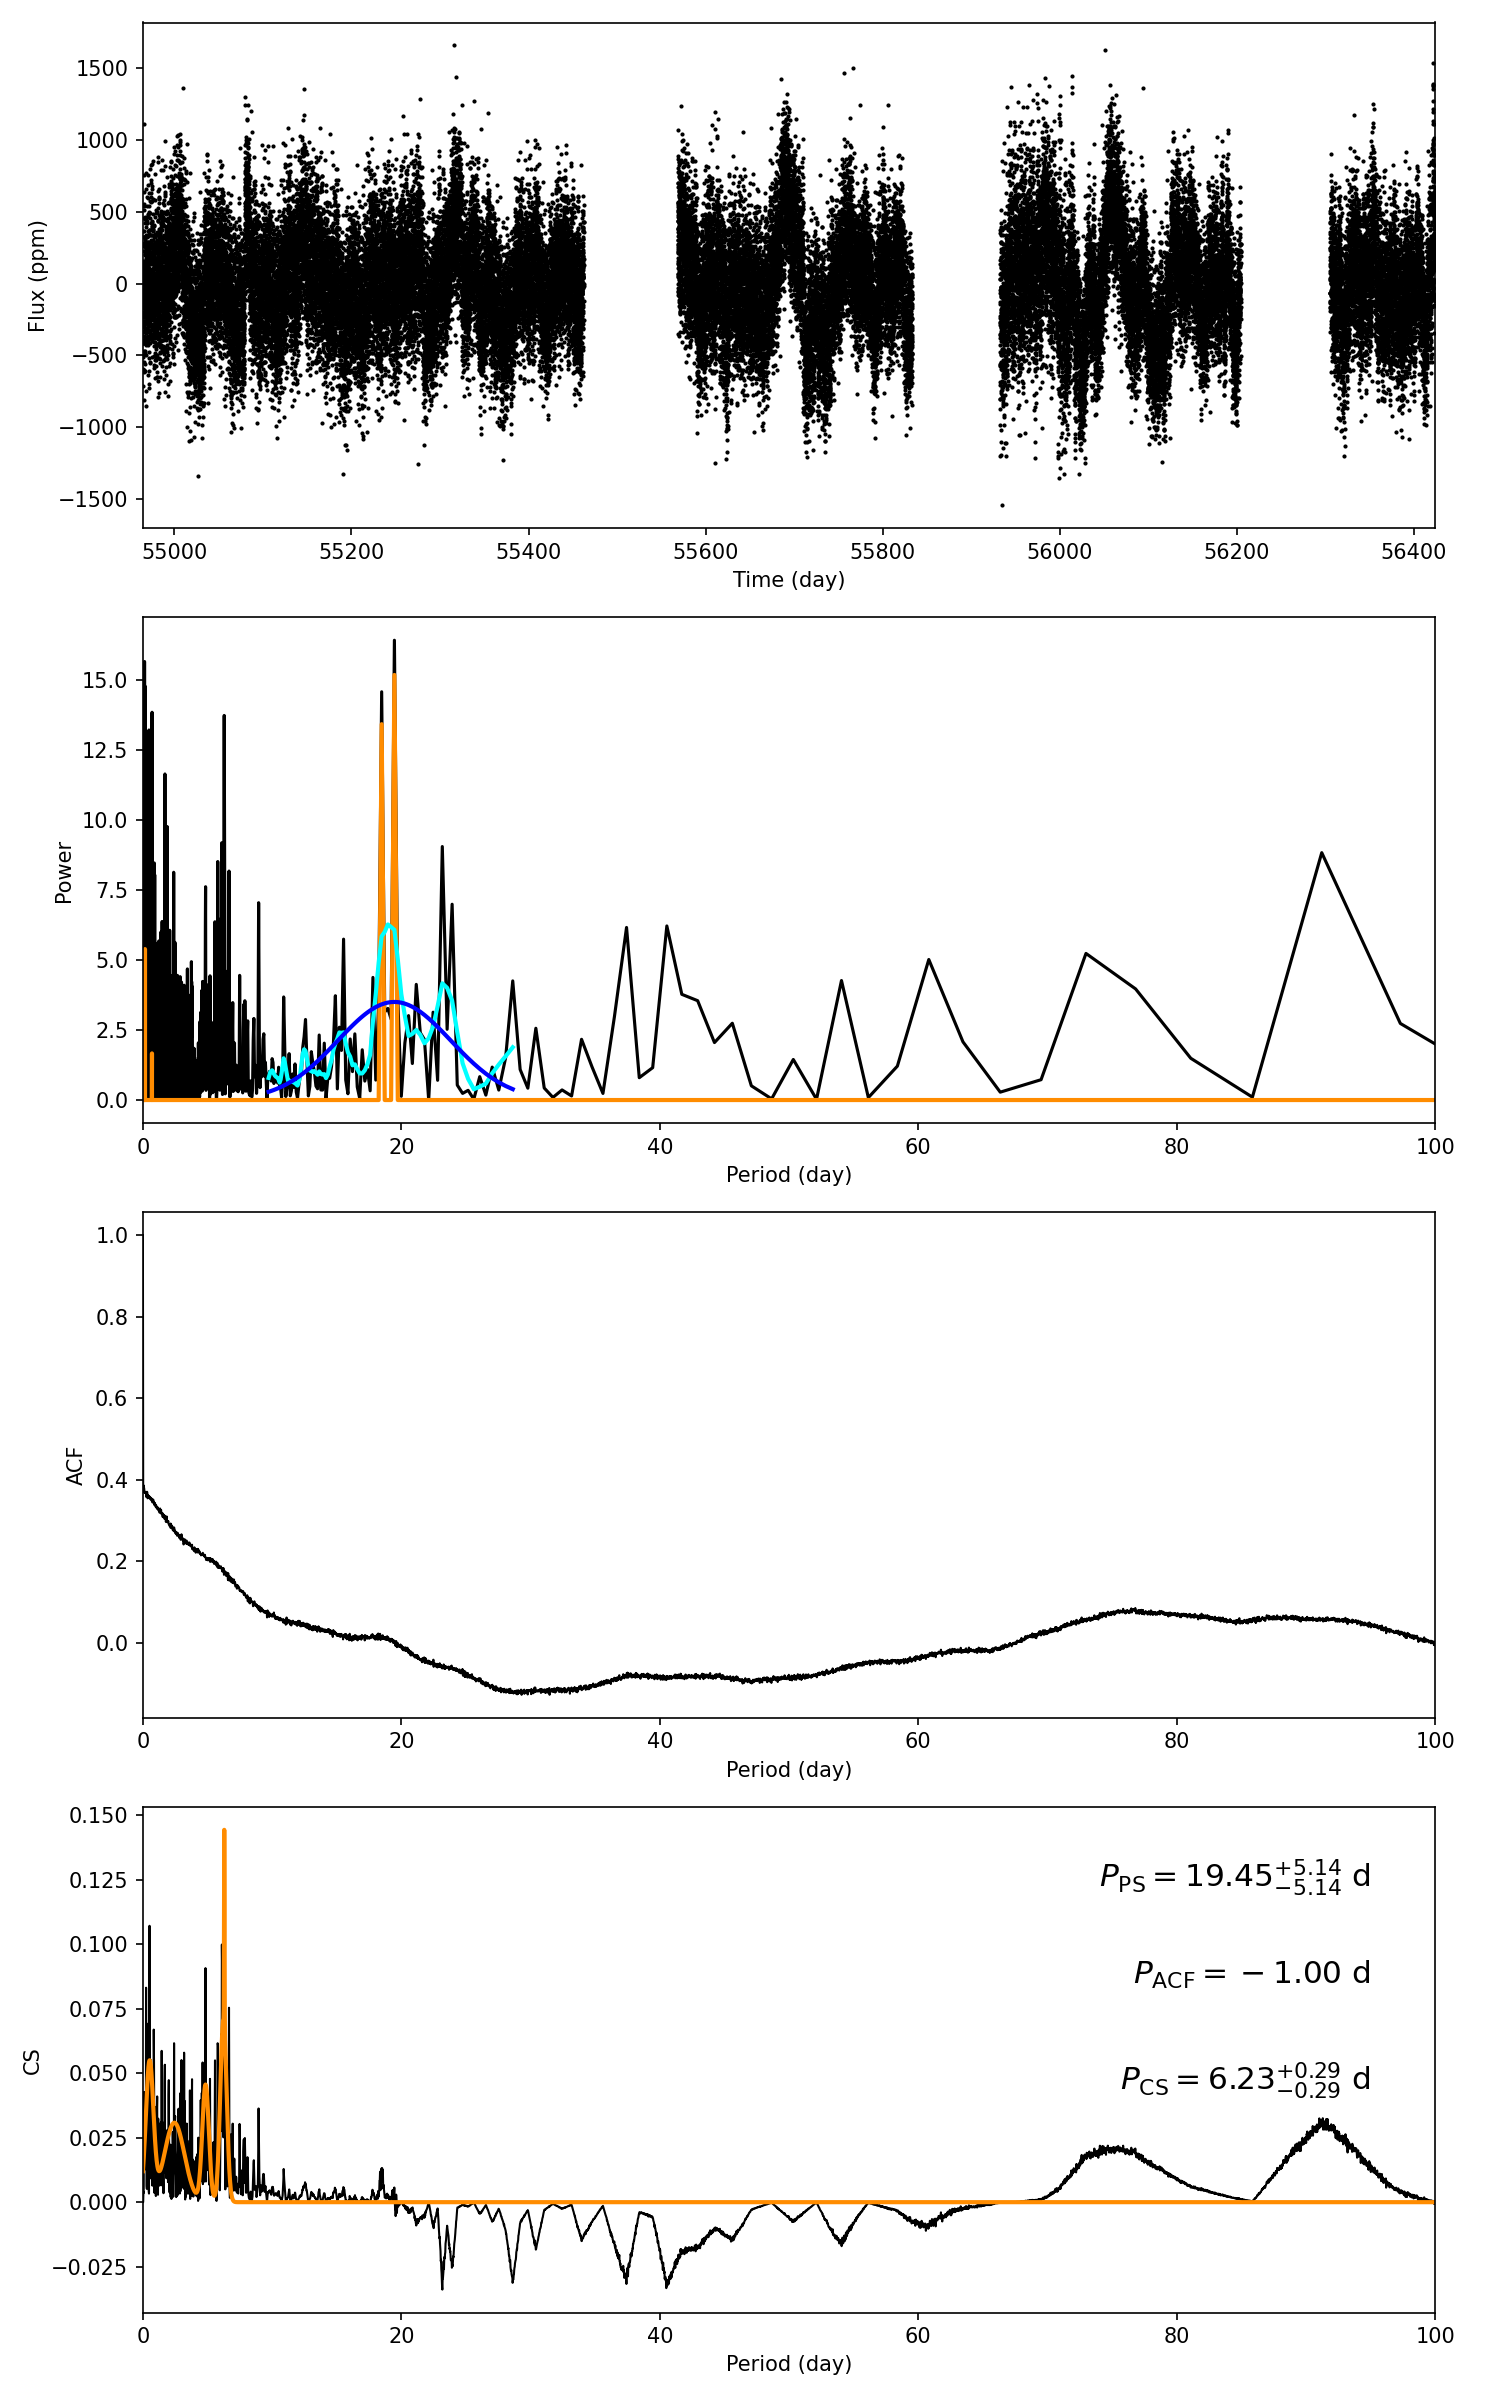 1500
1000
500
0
−500
−1000
−1500
Flux (ppm)
55000 55200 55400 55600 55800 56000 56200 56400
Time (day)
15.0
12.5
10.0
7.5
5.0
2.5
0.0
Power
0 20 40 60 80 100
Period (day)
1.0
0.8
0.6
0.4
0.2
0.0
ACF
0 20 40 60 80 100
Period (day)
0.150
0.125
0.100
0.075
0.050
0.025
0.000
−0.025
CS
P_PS = 19.45^{+5.14}_{−5.14} d
P_ACF = −1.00 d
P_CS = 6.23^{+0.29}_{−0.29} d
0 20 40 60 80 100
Period (day)